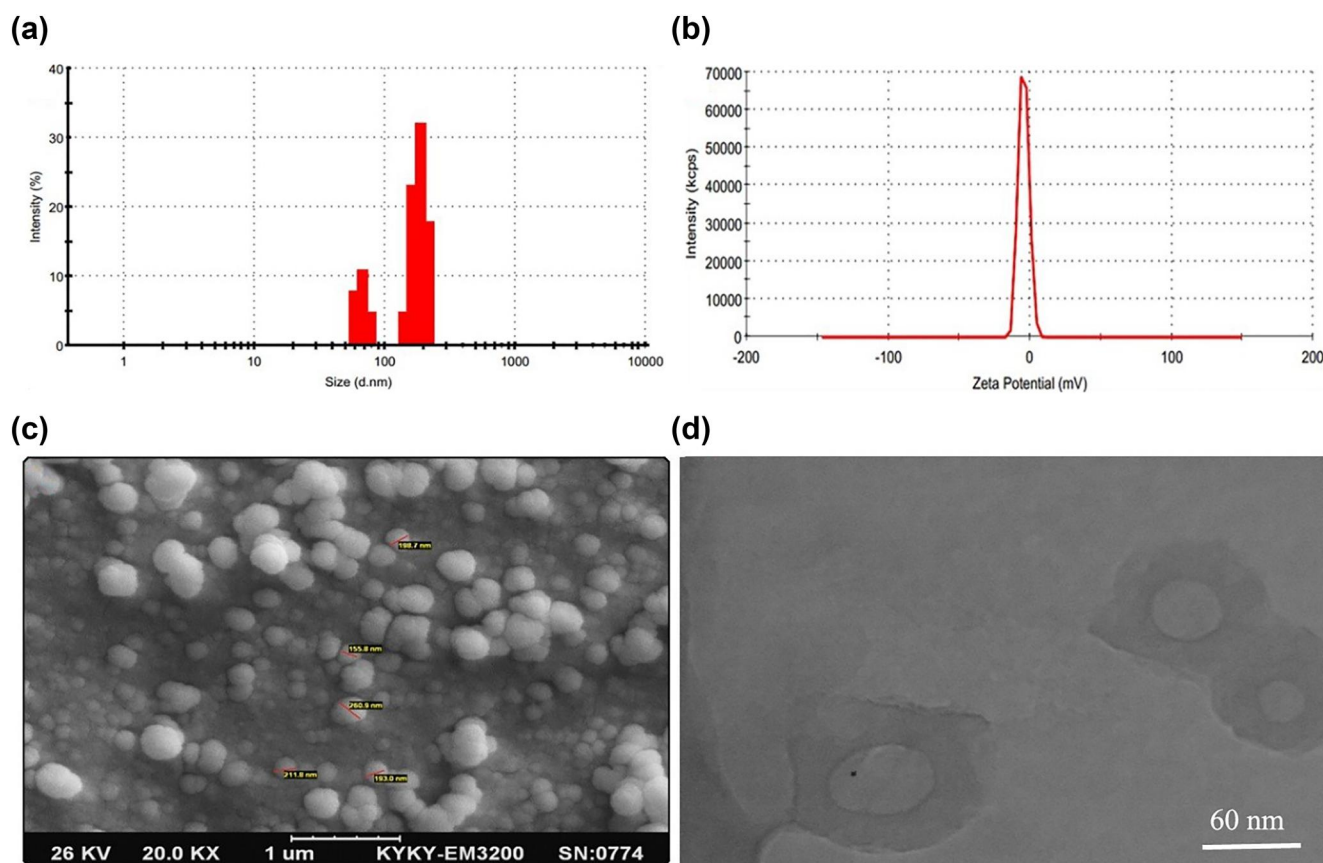 (a)
40
30
20
10
0
Intensity (%)
1 10 100 1000 10000
Size (d.nm)
(b)
70000
60000
50000
40000
30000
20000
10000
0
Intensity (kcps)
-200 -100 0 100 200
Zeta Potential (mV)
(c)
198.7 nm
155.8 nm
260.9 nm
211.8 nm
193.0 nm
26 KV 20.0 KX 1 um KYKY-EM3200 SN:0774
(d)
60 nm